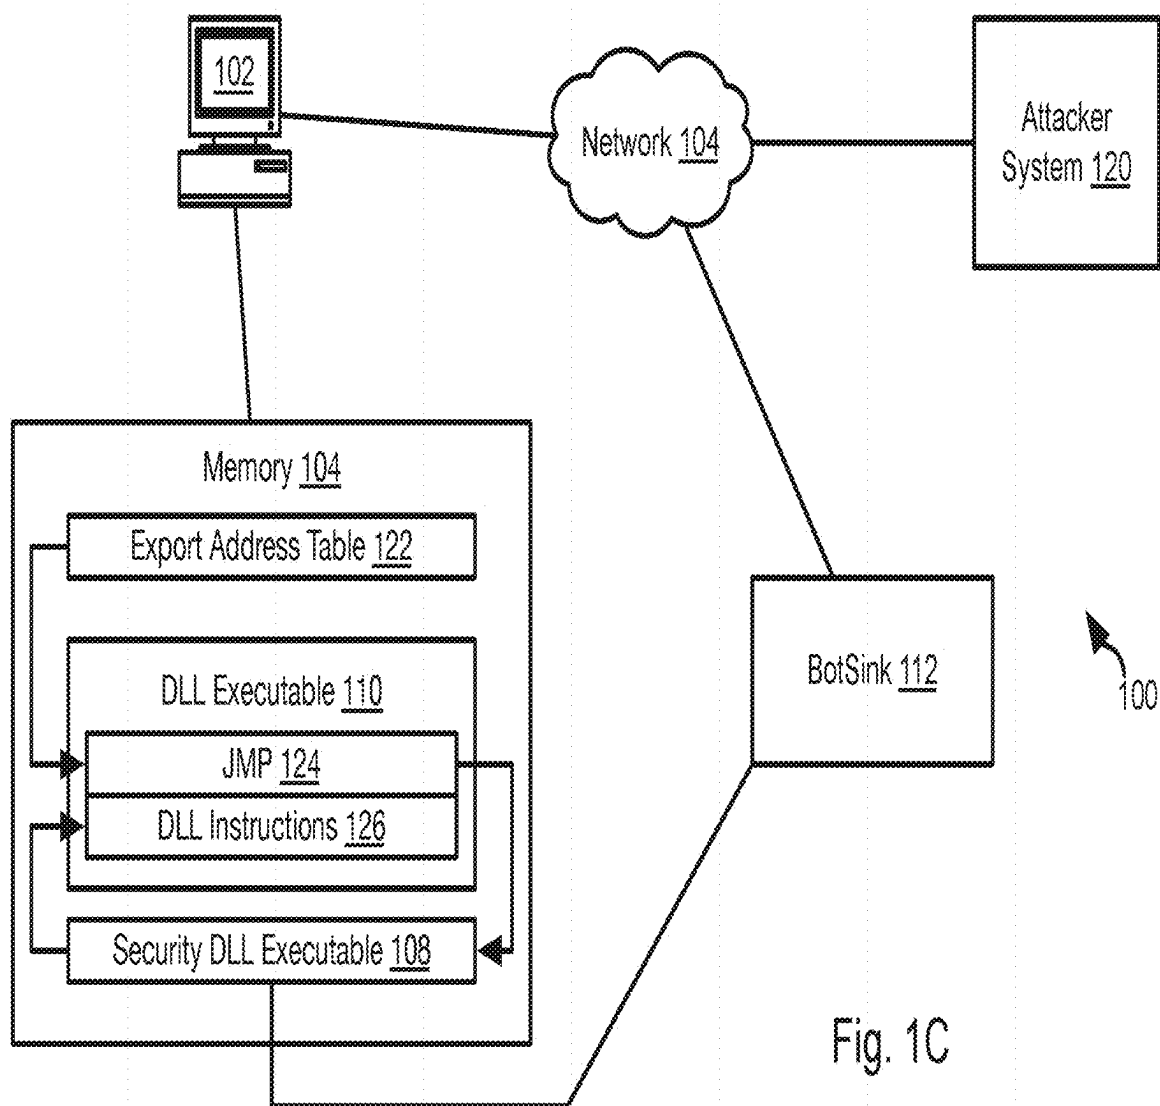 102
Network 104
Attacker
System 120
Memory 104
Export Address Table 122
DLL Executable 110
JMP 124
DLL Instructions 126
Security DLL Executable 108
BotSink 112
100
Fig. 1C